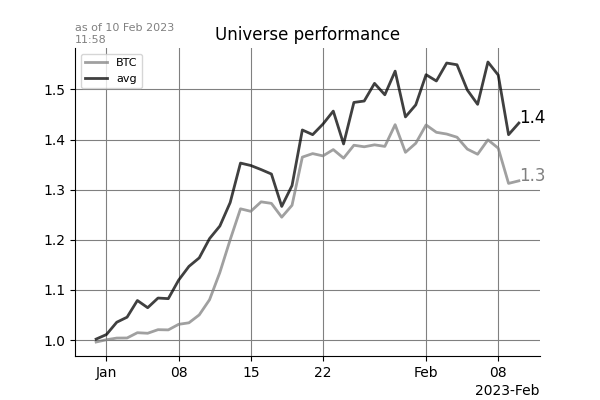 as of 10 Feb 2023
11:58
Universe performance
BTC
avg
1.5
1.4
1.3
1.2
1.1
1.0
1.4
1.3
Jan 08 15 22 Feb 08
2023-Feb